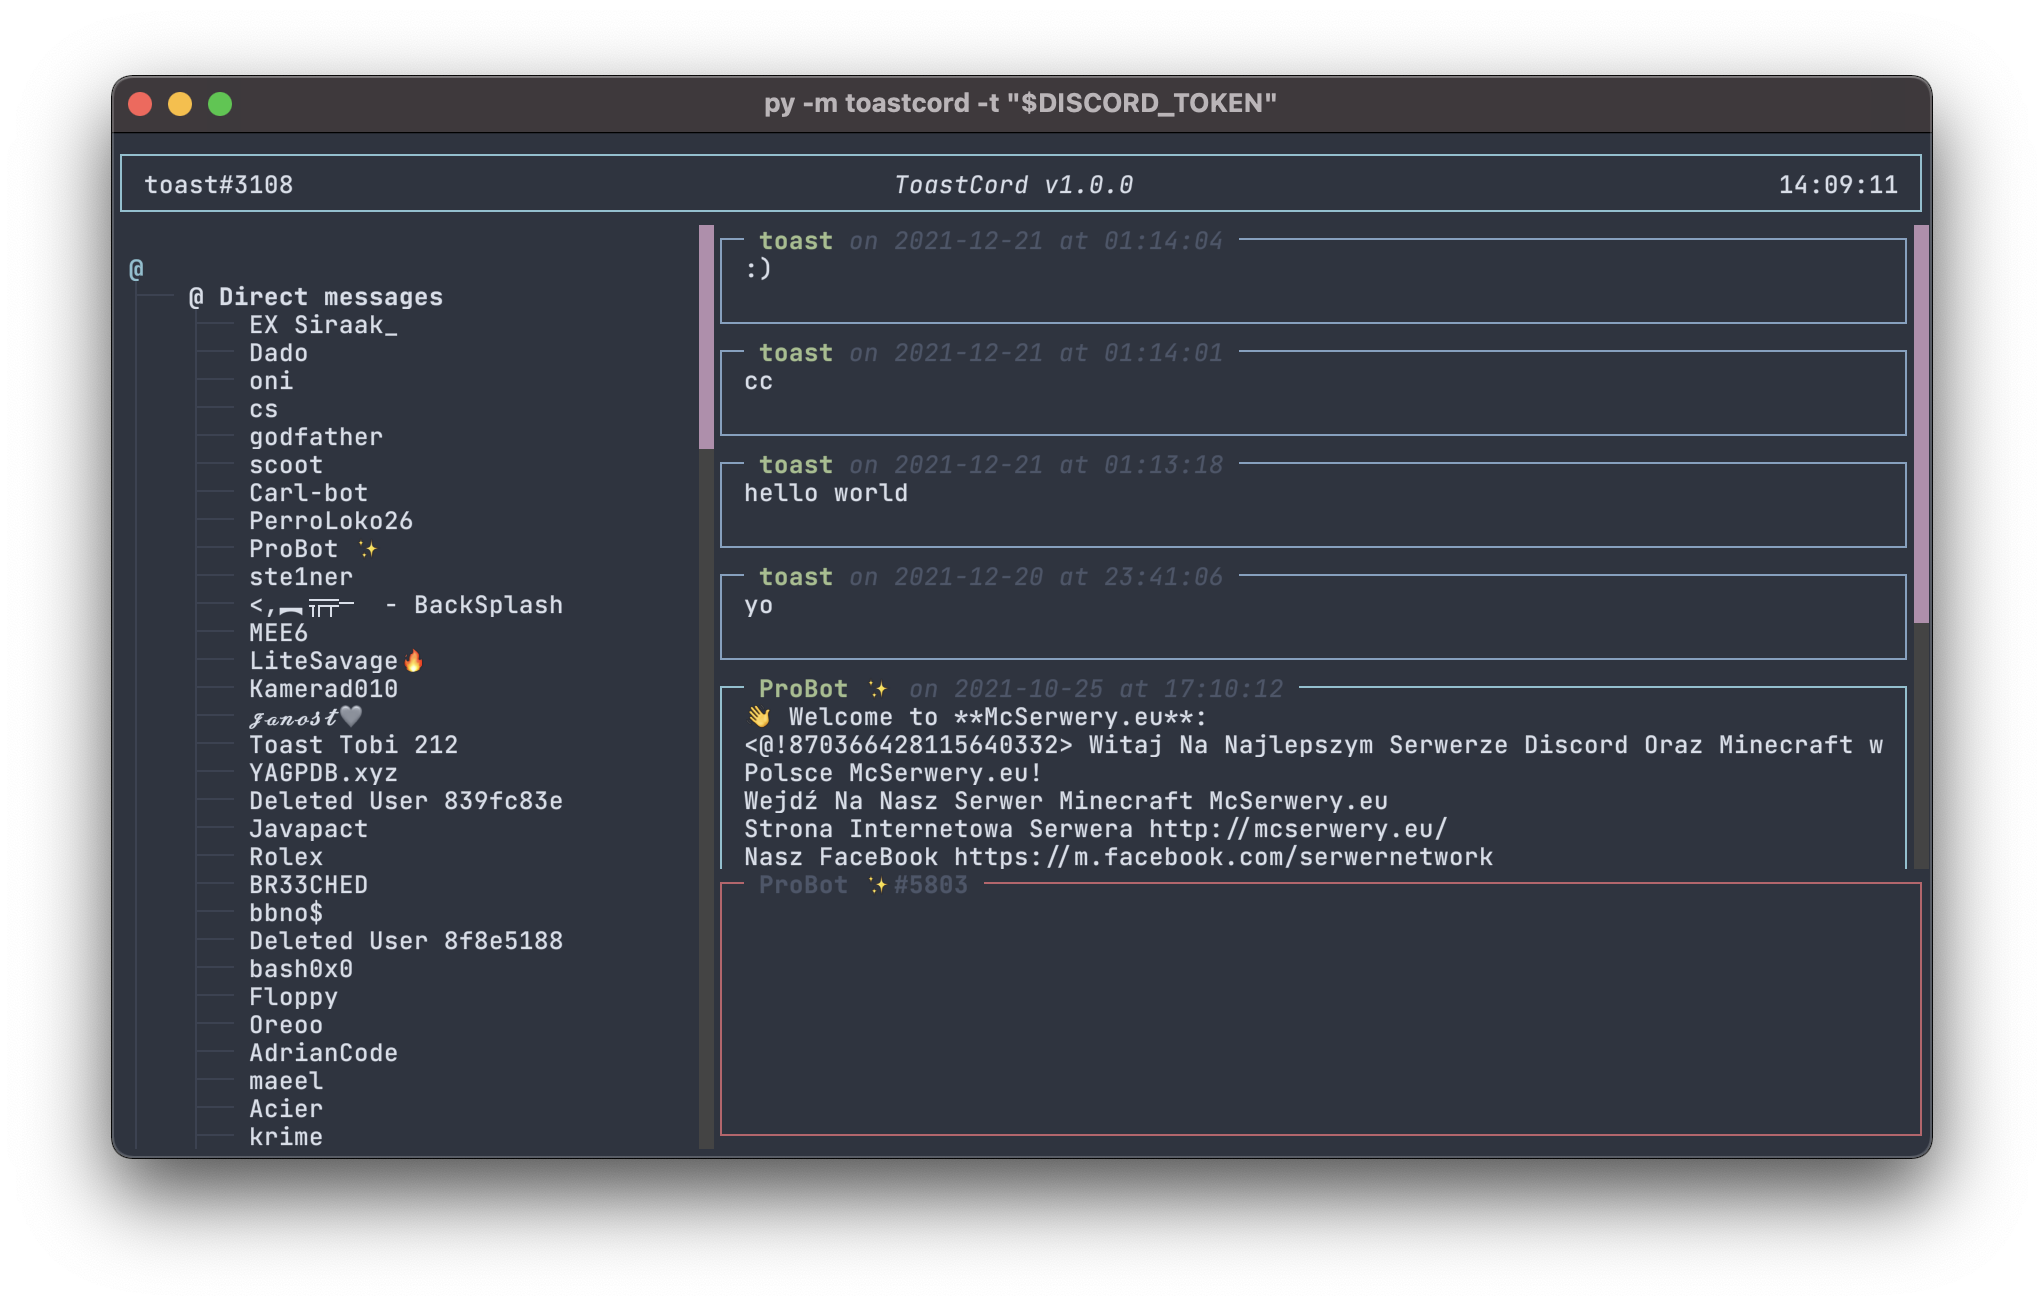 py -m toastcord -t "$DISCORD_TOKEN"
toast#3108
ToastCord v1.0.0
14:09:11
@
@ Direct messages
EX Siraak_
Dado
oni
cs
godfather
scoot
Carl-bot
PerroLoko26
ProBot ✨
ste1ner
<,︻╦╤─ - BackSplash
MEE6
LiteSavage🔥
Kamerad010
𝓳𝓪𝓷𝓸𝓼𝓽🖤
Toast Tobi 212
YAGPDB.xyz
Deleted User 839fc83e
Javapact
Rolex
BR33CHED
bbno$
Deleted User 8f8e5188
bash0x0
Floppy
Oreoo
AdrianCode
maeel
Acier
krime
toast on 2021-12-21 at 01:14:04
:)
toast on 2021-12-21 at 01:14:01
cc
toast on 2021-12-21 at 01:13:18
hello world
toast on 2021-12-20 at 23:41:06
yo
ProBot ✨ on 2021-10-25 at 17:10:12
👋 Welcome to **McSerwery.eu**:
<@!870366428115640332> Witaj Na Najlepszym Serwerze Discord Oraz Minecraft w
Polsce McSerwery.eu!
Wejdź Na Nasz Serwer Minecraft McSerwery.eu
Strona Internetowa Serwera http://mcserwery.eu/
Nasz FaceBook https://m.facebook.com/serwernetwork
ProBot ✨#5803